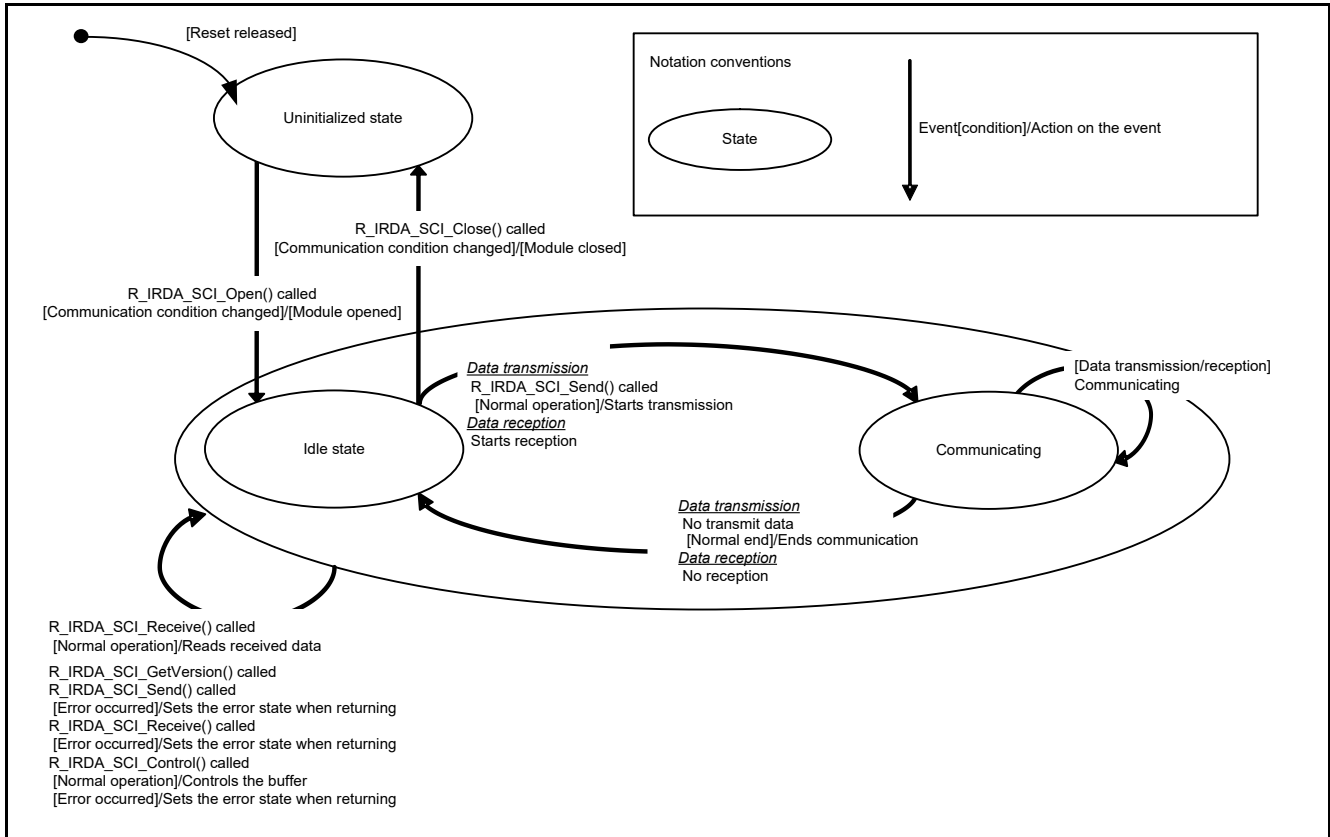 [Reset released]
Uninitialized state
Notation conventions
State
Event[condition]/Action on the event
R_IRDA_SCI_Close() called
[Communication condition changed]/[Module closed]
R_IRDA_SCI_Open() called
[Communication condition changed]/[Module opened]
Data transmission
R_IRDA_SCI_Send() called
[Normal operation]/Starts transmission
Data reception
Starts reception
[Data transmission/reception]
Communicating
Idle state
Communicating
Data transmission
No transmit data
[Normal end]/Ends communication
Data reception
No reception
R_IRDA_SCI_Receive() called
[Normal operation]/Reads received data
R_IRDA_SCI_GetVersion() called
R_IRDA_SCI_Send() called
[Error occurred]/Sets the error state when returning
R_IRDA_SCI_Receive() called
[Error occurred]/Sets the error state when returning
R_IRDA_SCI_Control() called
[Normal operation]/Controls the buffer
[Error occurred]/Sets the error state when returning